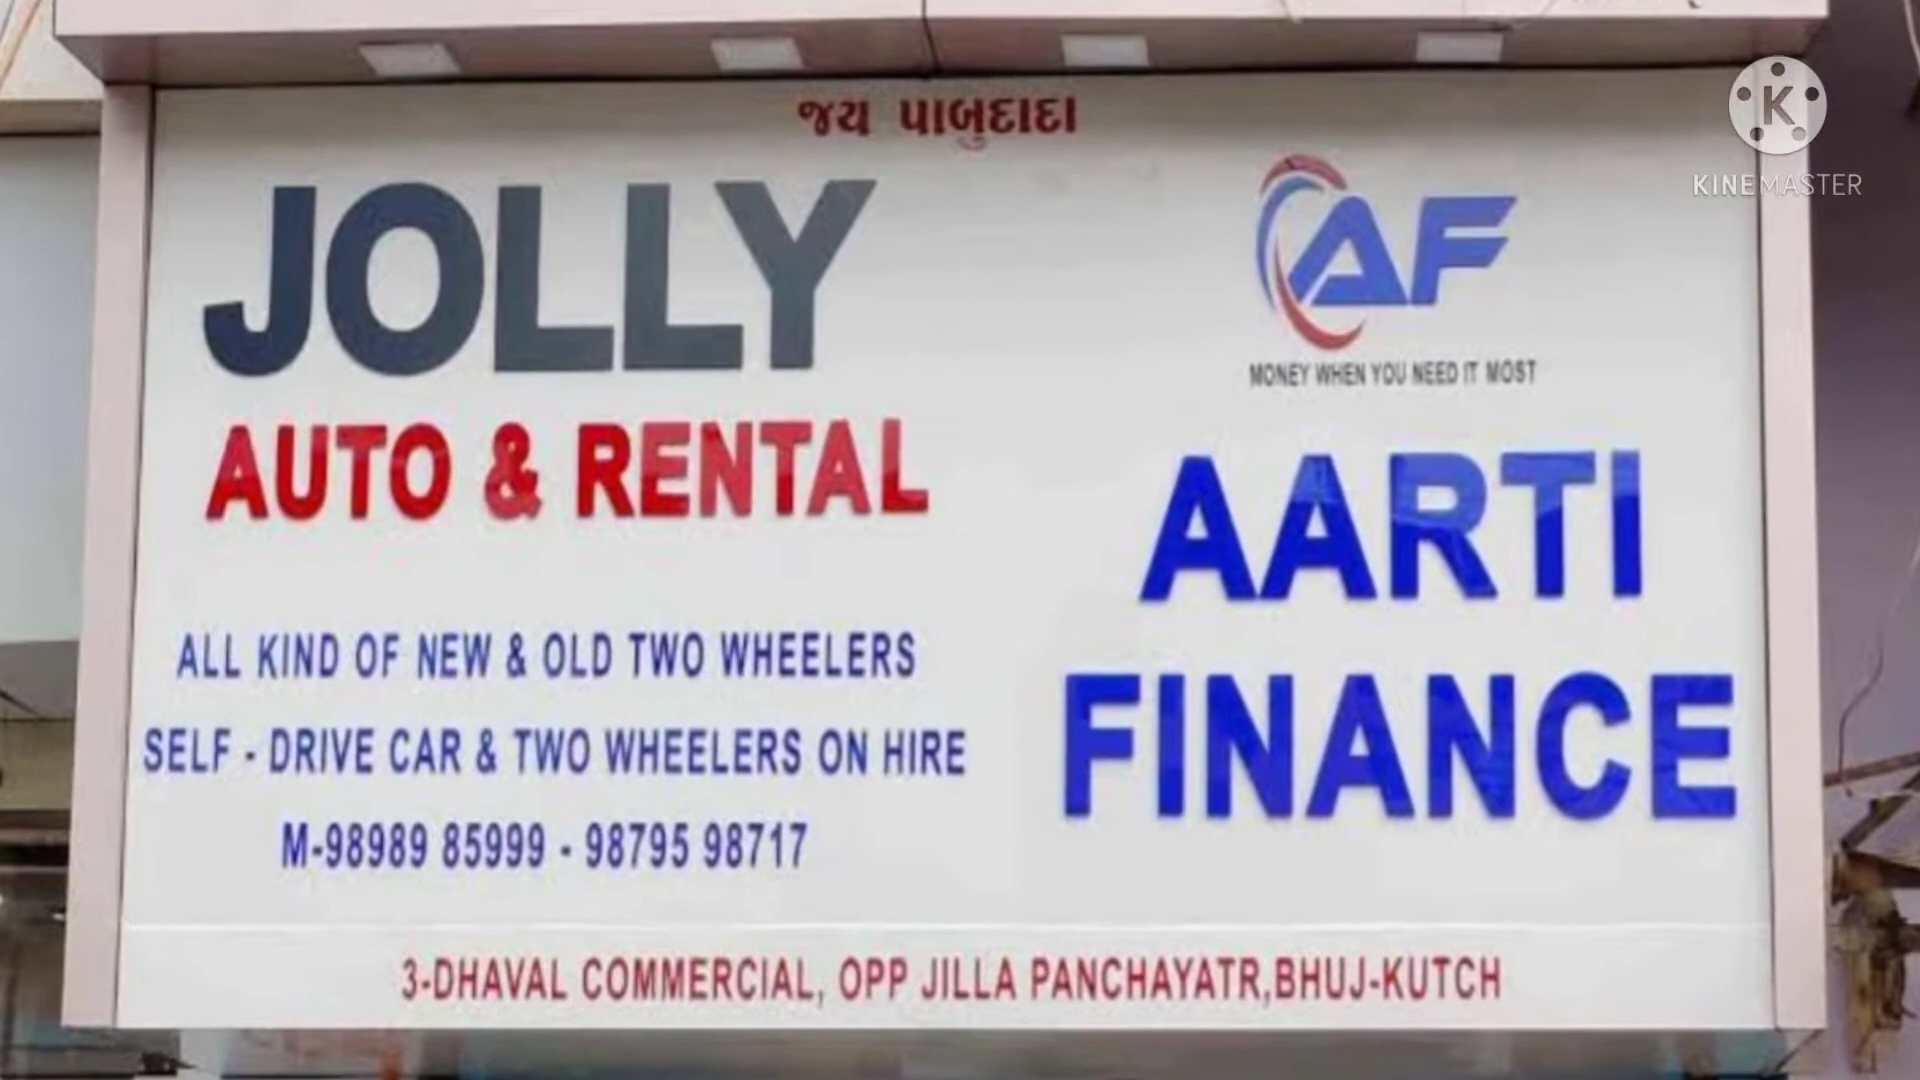 જય પાબુદાદા
JOLLY
AUTO & RENTAL
ALL KIND OF NEW & OLD TWO WHEELERS
SELF - DRIVE CAR & TWO WHEELERS ON HIRE
M-98989 85999 - 98795 98717
AF
MONEY WHEN YOU NEED IT MOST
AARTI
FINANCE
3-DHAVAL COMMERCIAL, OPP JILLA PANCHAYATR,BHUJ-KUTCH
K
KINEMASTER